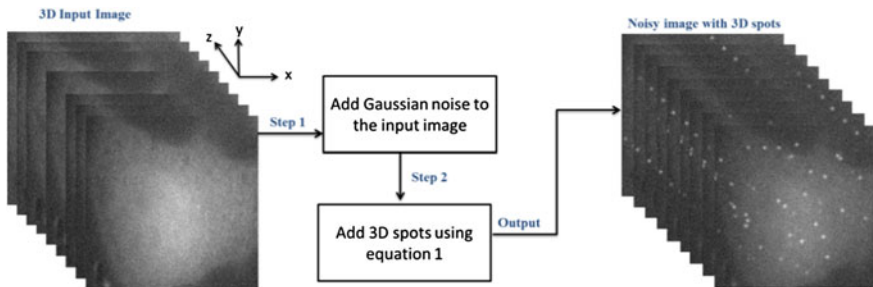 3D Input Image
z
y
x
Step 1
Add Gaussian noise to
the input image
Step 2
Add 3D spots using
equation 1
Output
Noisy image with 3D spots